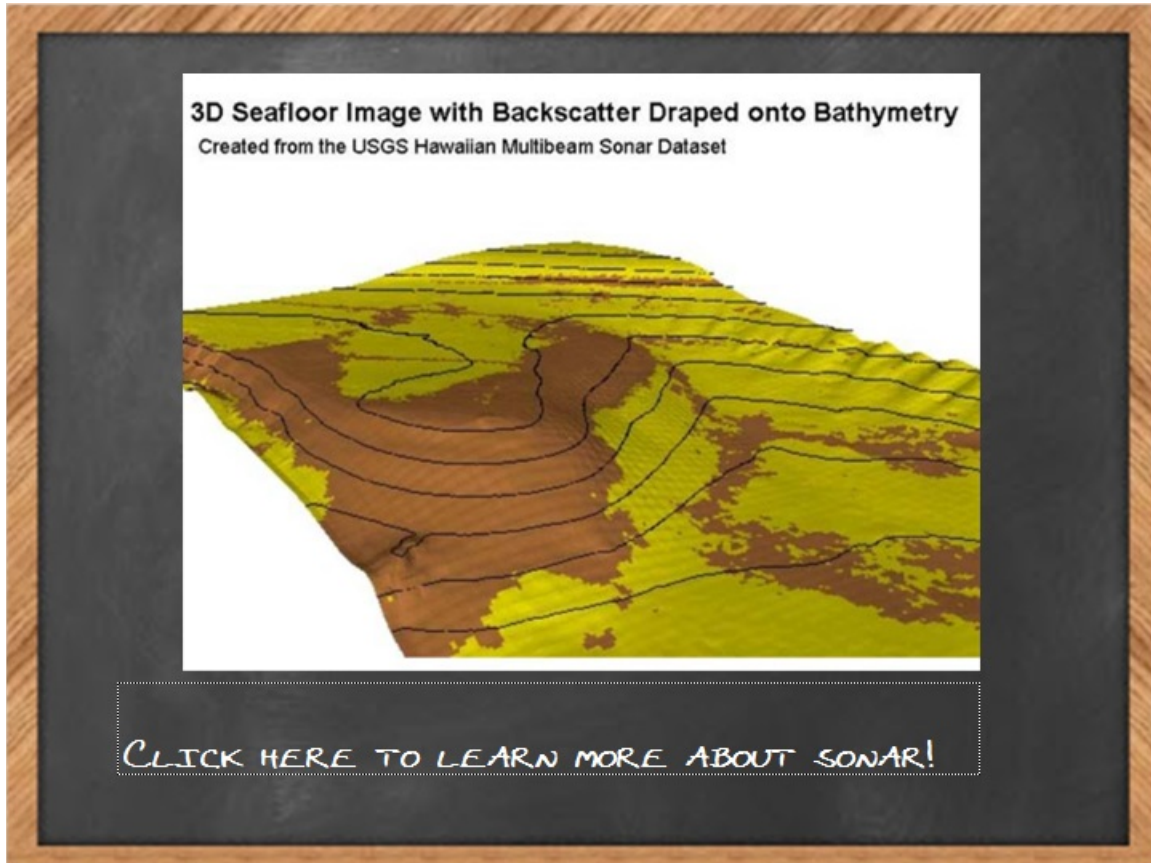 3D Seafloor Image with Backscatter Draped onto Bathymetry
Created from the USGS Hawaiian Multibeam Sonar Dataset
CLICK HERE TO LEARN MORE ABOUT SONAR!